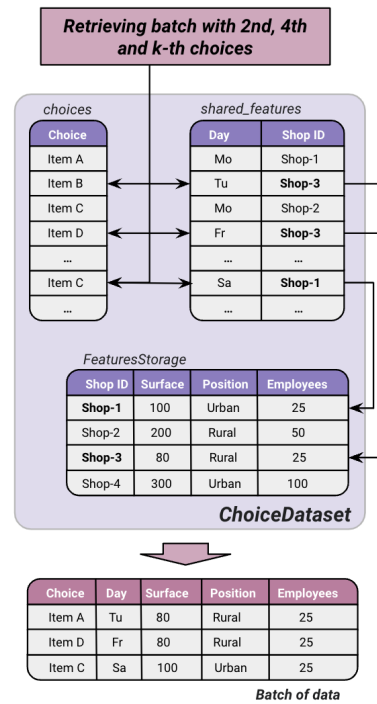 Retrieving batch with 2nd, 4th
and k-th choices
choices
Choice
Item A
Item B
Item C
Item D
...
Item C
...
shared_features
Day Shop ID
Mo Shop-1
Tu Shop-3
Mo Shop-2
Fr Shop-3
... ...
Sa Shop-1
... ...
FeaturesStorage
Shop ID Surface Position Employees
Shop-1 100 Urban 25
Shop-2 200 Rural 50
Shop-3 80 Rural 25
Shop-4 300 Urban 100
ChoiceDataset
Choice Day Surface Position Employees
Item A Tu 80 Rural 25
Item D Fr 80 Rural 25
Item C Sa 100 Urban 25
Batch of data